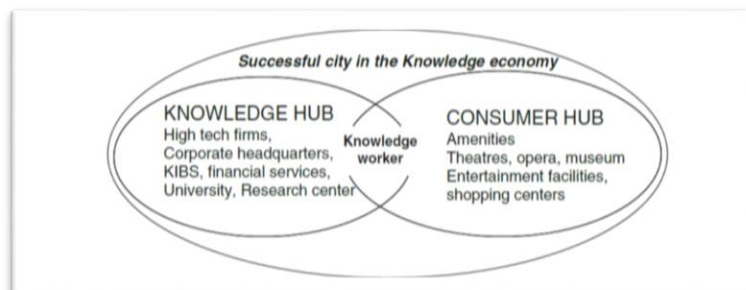 Successful city in the Knowledge economy
KNOWLEDGE HUB
High tech firms,
Corporate headquarters,
KIBS, financial services,
University, Research center
Knowledge
worker
CONSUMER HUB
Amenities
Theatres, opera, museum
Entertainment facilities,
shopping centers